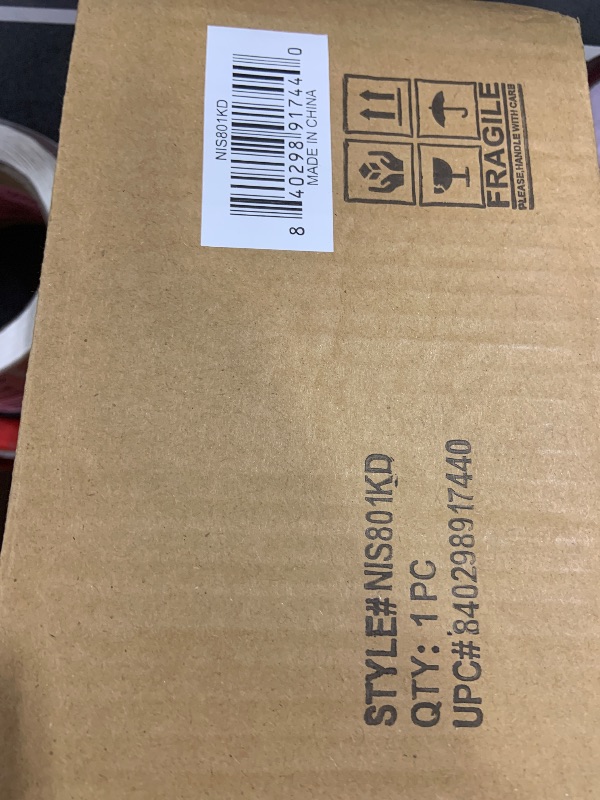 NIS801KD
8 40298 91744 0
MADE IN CHINA
FRAGILE
PLEASE,HANDLE WITH CARE
STYLE# NIS801KD
QTY: 1 PC
UPC# 840298917440